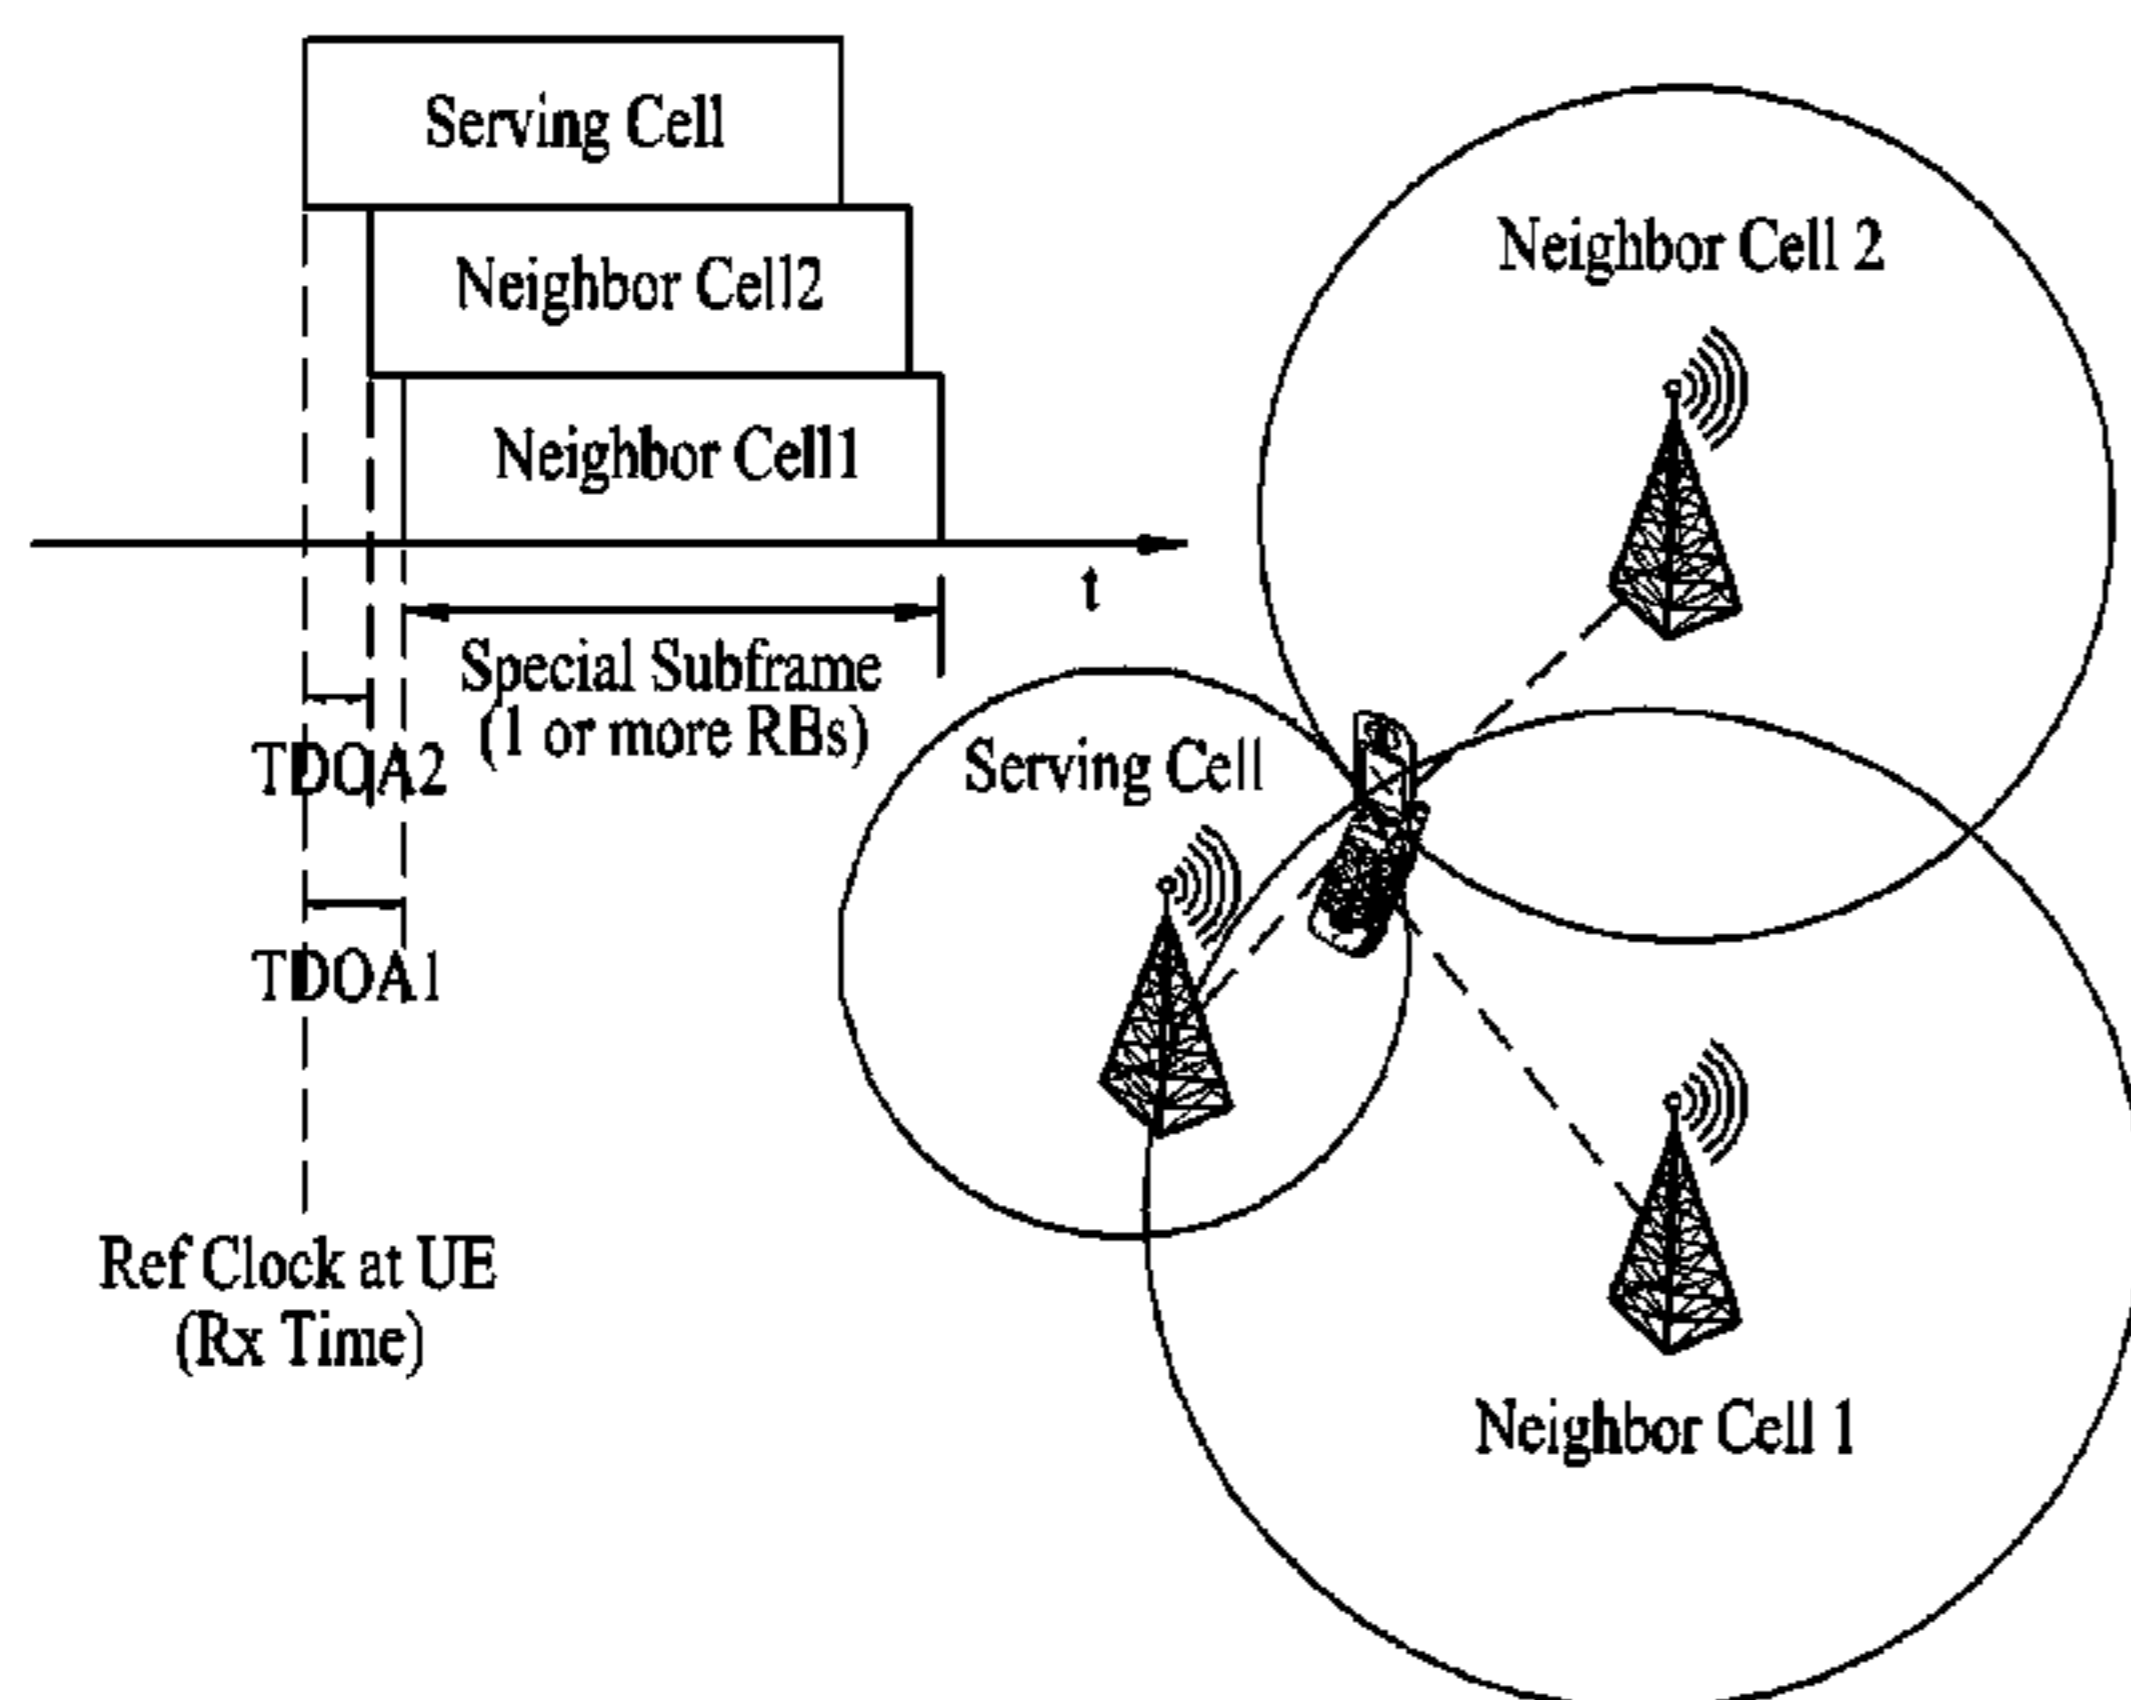 Serving Cell
Neighbor Cell2
Neighbor Cell1
t
Special Subframe
(1 or more RBs)
TDOA2
TDOA1
Ref Clock at UE
(Rx Time)
Neighbor Cell 2
Serving Cell
Neighbor Cell 1